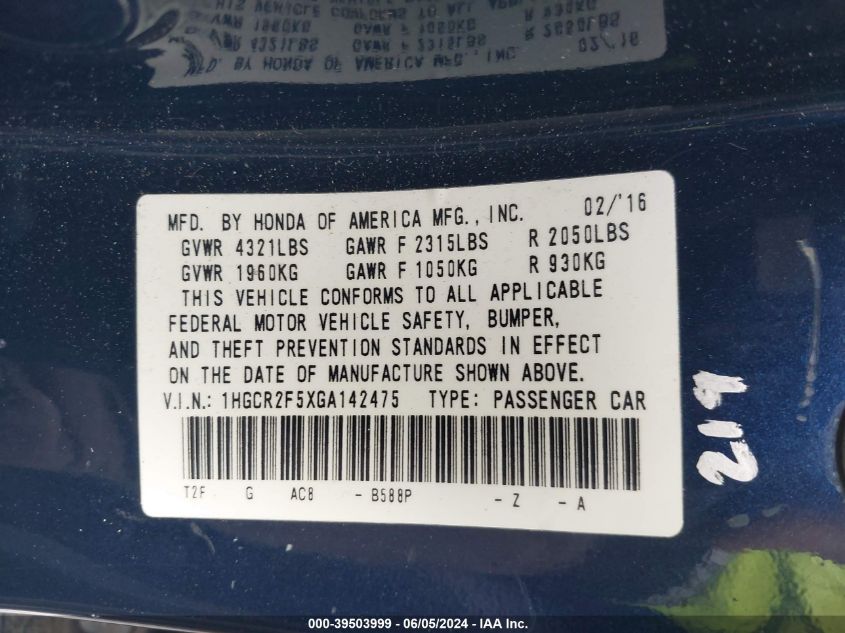 MFD. BY HONDA OF AMERICA MFG., INC. 02/'16
GVWR 4321LBS GAWR F 2315LBS R 2050LBS
GVWR 1960KG GAWR F 1050KG R 930KG
THIS VEHICLE CONFORMS TO ALL APPLICABLE
FEDERAL MOTOR VEHICLE SAFETY, BUMPER,
AND THEFT PREVENTION STANDARDS IN EFFECT
ON THE DATE OF MANUFACTURE SHOWN ABOVE.
V.I.N.: 1HGCR2F5XGA142475 TYPE: PASSENGER CAR
T2F G AC8 - B588P - Z - A
219
000-39503999 - 06/05/2024 - IAA Inc.